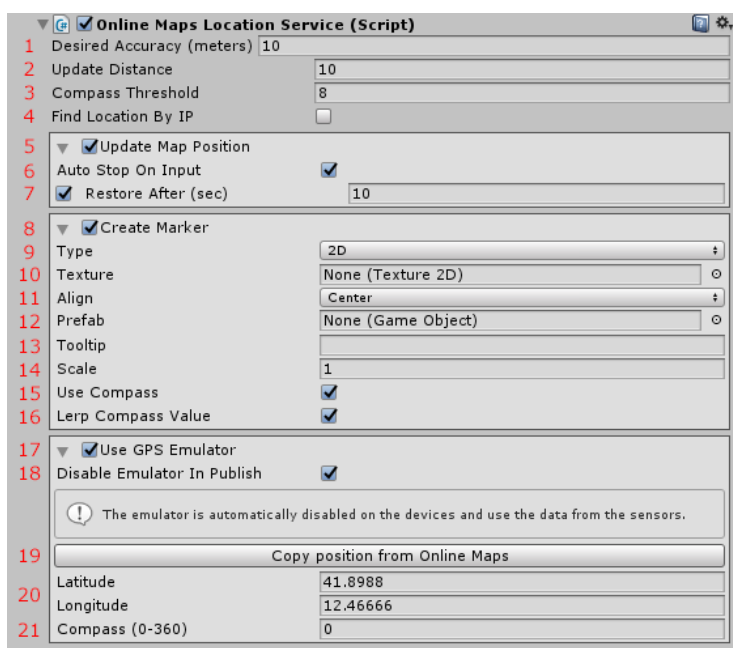 Online Maps Location Service (Script)
1 Desired Accuracy (meters) 10
2 Update Distance 10
3 Compass Threshold 8
4 Find Location By IP
5 Update Map Position
6 Auto Stop On Input
7 Restore After (sec) 10
8 Create Marker
9 Type 2D
10 Texture None (Texture 2D)
11 Align Center
12 Prefab None (Game Object)
13 Tooltip
14 Scale 1
15 Use Compass
16 Lerp Compass Value
17 Use GPS Emulator
18 Disable Emulator In Publish
The emulator is automatically disabled on the devices and use the data from the sensors.
19 Copy position from Online Maps
Latitude 41.8988
20
Longitude 12.46666
21 Compass (0-360) 0